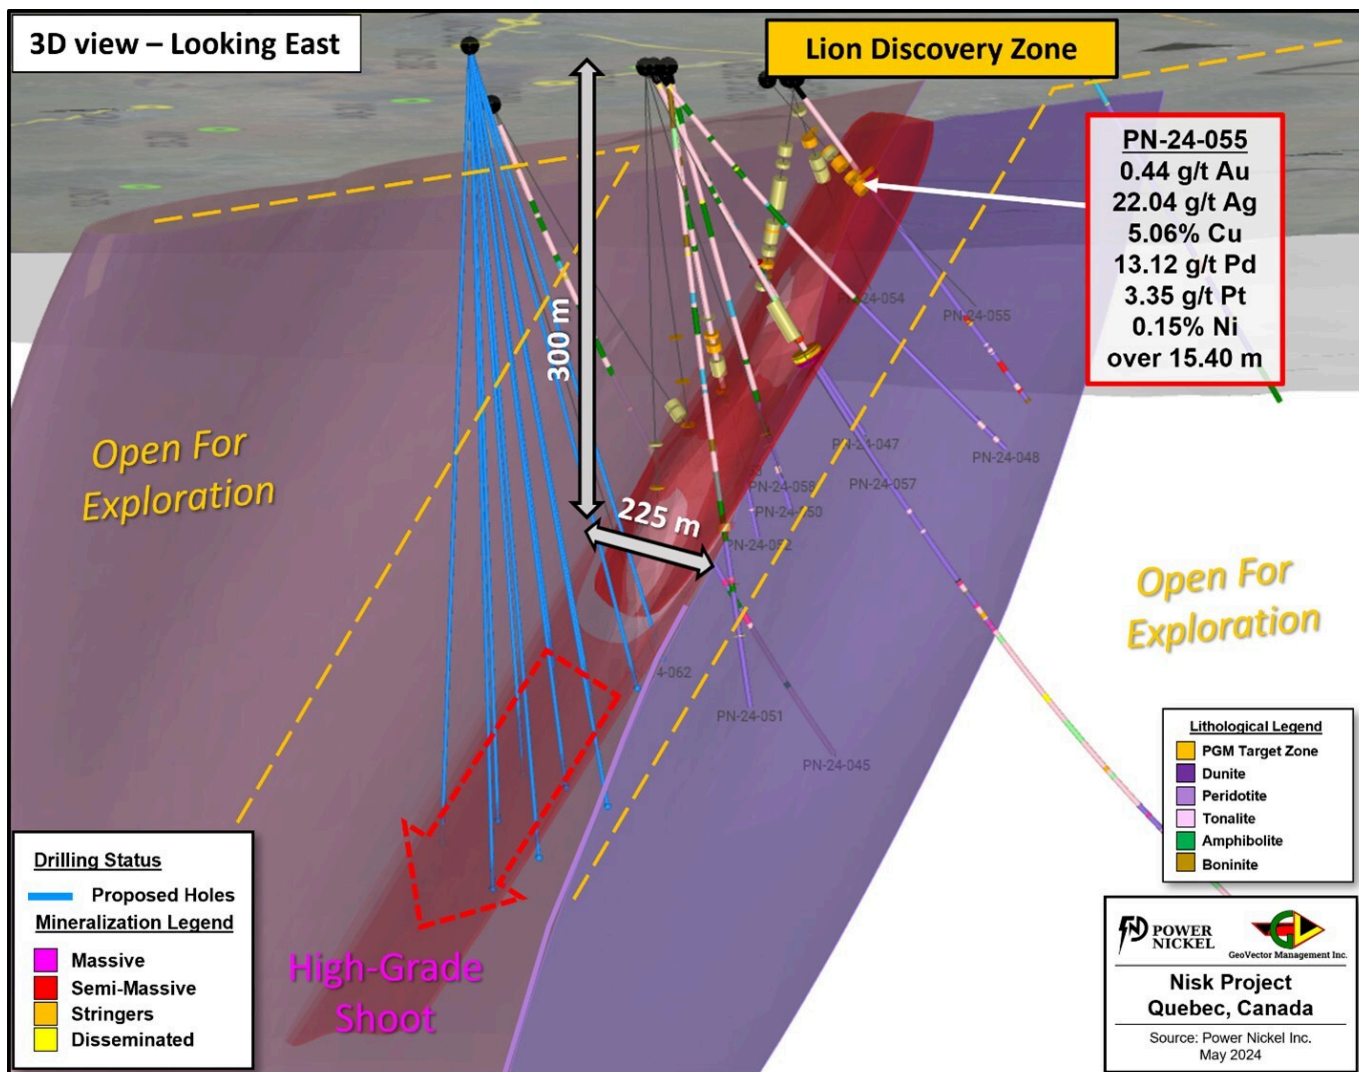 3D view – Looking East
Lion Discovery Zone
PN-24-055
0.44 g/t Au
22.04 g/t Ag
5.06% Cu
13.12 g/t Pd
3.35 g/t Pt
0.15% Ni
over 15.40 m
300 m
225 m
PN-24-054
PN-24-055
PN-24-047
PN-24-048
PN-24-057
PN-24-056
PN-24-050
PN-24-052
4-062
PN-24-051
PN-24-045
Open For
Exploration
Open For
Exploration
High-Grade
Shoot
Drilling Status
Proposed Holes
Mineralization Legend
Massive
Semi-Massive
Stringers
Disseminated
Lithological Legend
PGM Target Zone
Dunite
Peridotite
Tonalite
Amphibolite
Boninite
POWER
NICKEL
GeoVector Management Inc.
Nisk Project
Quebec, Canada
Source: Power Nickel Inc.
May 2024